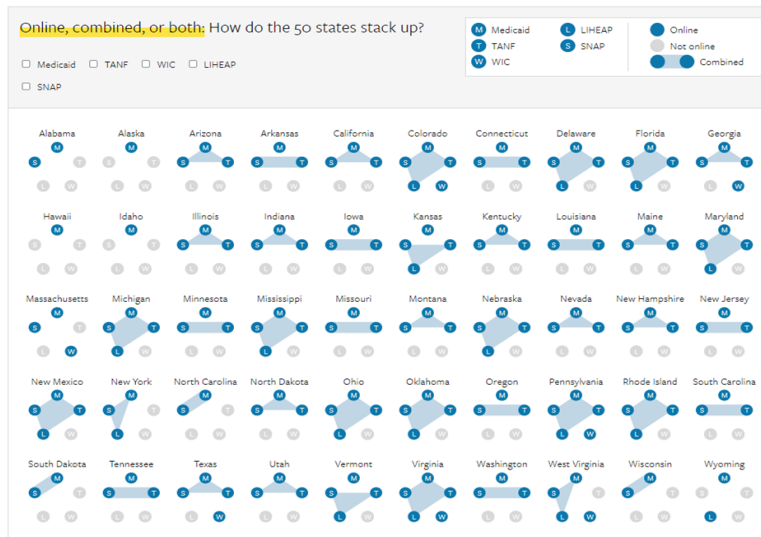 Online, combined, or both: How do the 50 states stack up?
Medicaid TANF WIC LIHEAP
SNAP
M Medicaid L LIHEAP Online
T TANF S SNAP Not online
W WIC Combined
Alabama Alaska Arizona Arkansas California Colorado Connecticut Delaware Florida Georgia
M M M M M M M M M M
S T S T S T S T S T S T S T S T S T S T
L W L W L W L W L W L W L W L W L W L W
Hawaii Idaho Illinois Indiana Iowa Kansas Kentucky Louisiana Maine Maryland
M M M M M M M M M M
S T S T S T S T S T S T S T S T S T S T
L W L W L W L W L W L W L W L W L W L W
Massachusetts Michigan Minnesota Mississippi Missouri Montana Nebraska Nevada New Hampshire New Jersey
M M M M M M M M M M
S T S T S T S T S T S T S T S T S T S T
L W L W L W L W L W L W L W L W L W L W
New Mexico New York North Carolina North Dakota Ohio Oklahoma Oregon Pennsylvania Rhode Island South Carolina
M M M M M M M M M M
S T S T S T S T S T S T S T S T S T S T
L W L W L W L W L W L W L W L W L W L W
South Dakota Tennessee Texas Utah Vermont Virginia Washington West Virginia Wisconsin Wyoming
M M M M M M M M M M
S T S T S T S T S T S T S T S T S T S T
L W L W L W L W L W L W L W L W L W L W